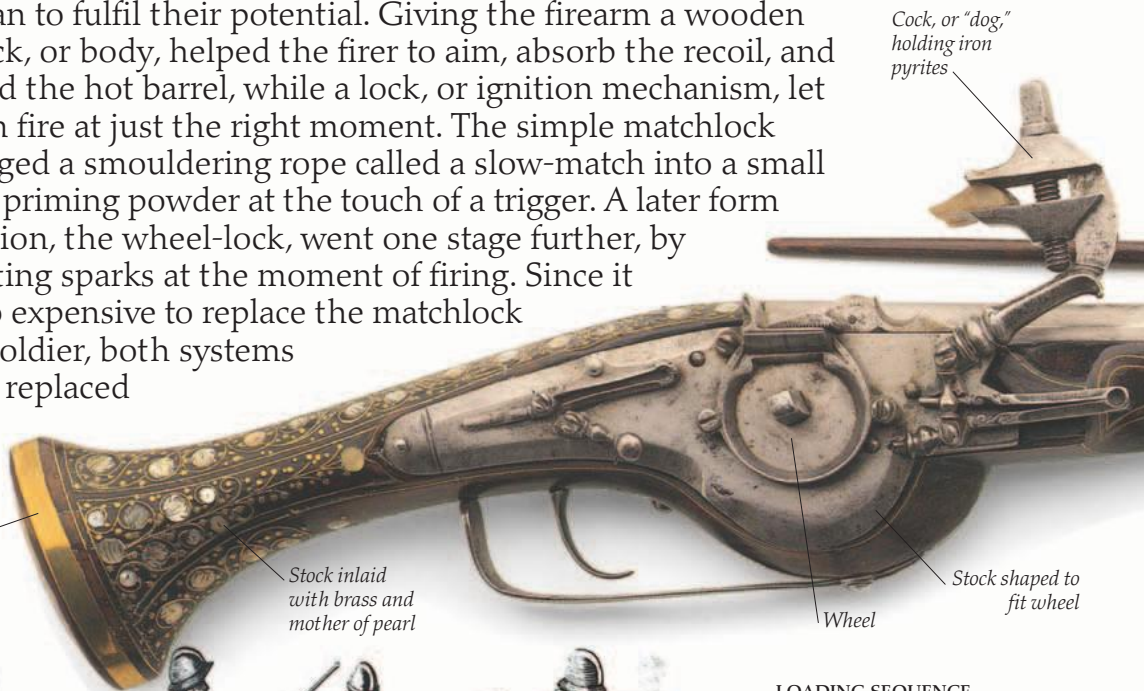 an to fulfil their potential. Giving the firearm a wooden
ck, or body, helped the firer to aim, absorb the recoil, and
d the hot barrel, while a lock, or ignition mechanism, let
n fire at just the right moment. The simple matchlock
ged a smouldering rope called a slow-match into a small
priming powder at the touch of a trigger. A later form
tion, the wheel-lock, went one stage further, by
ting sparks at the moment of firing. Since it
o expensive to replace the matchlock
oldier, both systems
replaced
Cock, or “dog,”
holding iron
pyrites
Stock inlaid
with brass and
mother of pearl
Wheel
Stock shaped to
fit wheel
LOADING SEQUENCE